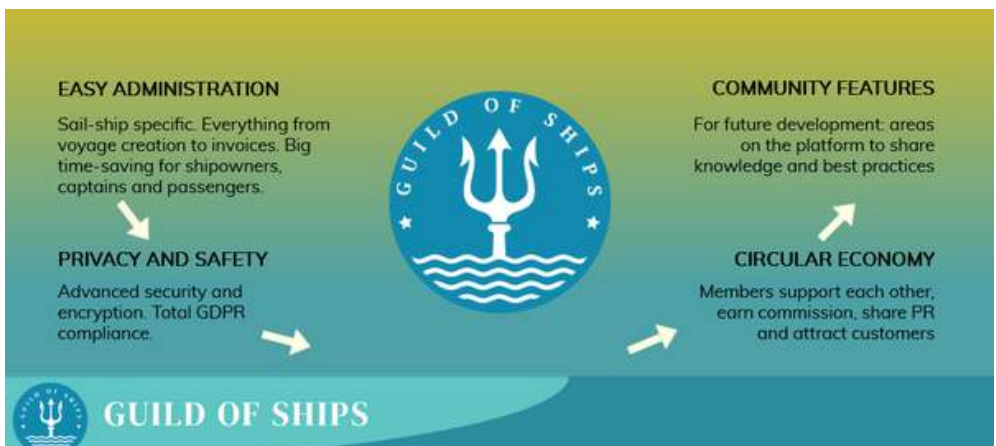 EASY ADMINISTRATION
Sail-ship specific. Everything from
voyage creation to invoices. Big
time-saving for shipowners,
captains and passengers.
PRIVACY AND SAFETY
Advanced security and
encryption. Total GDPR
compliance.
GUILD OF SHIPS
COMMUNITY FEATURES
For future development: areas
on the platform to share
knowledge and best practices
CIRCULAR ECONOMY
Members support each other,
earn commission, share PR
and attract customers
GUILD OF SHIPS
GUILD OF SHIPS